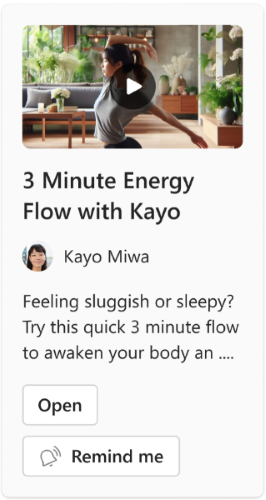 3 Minute Energy
Flow with Kayo
Kayo Miwa
Feeling sluggish or sleepy?
Try this quick 3 minute flow
to awaken your body an ....
Open
Remind me